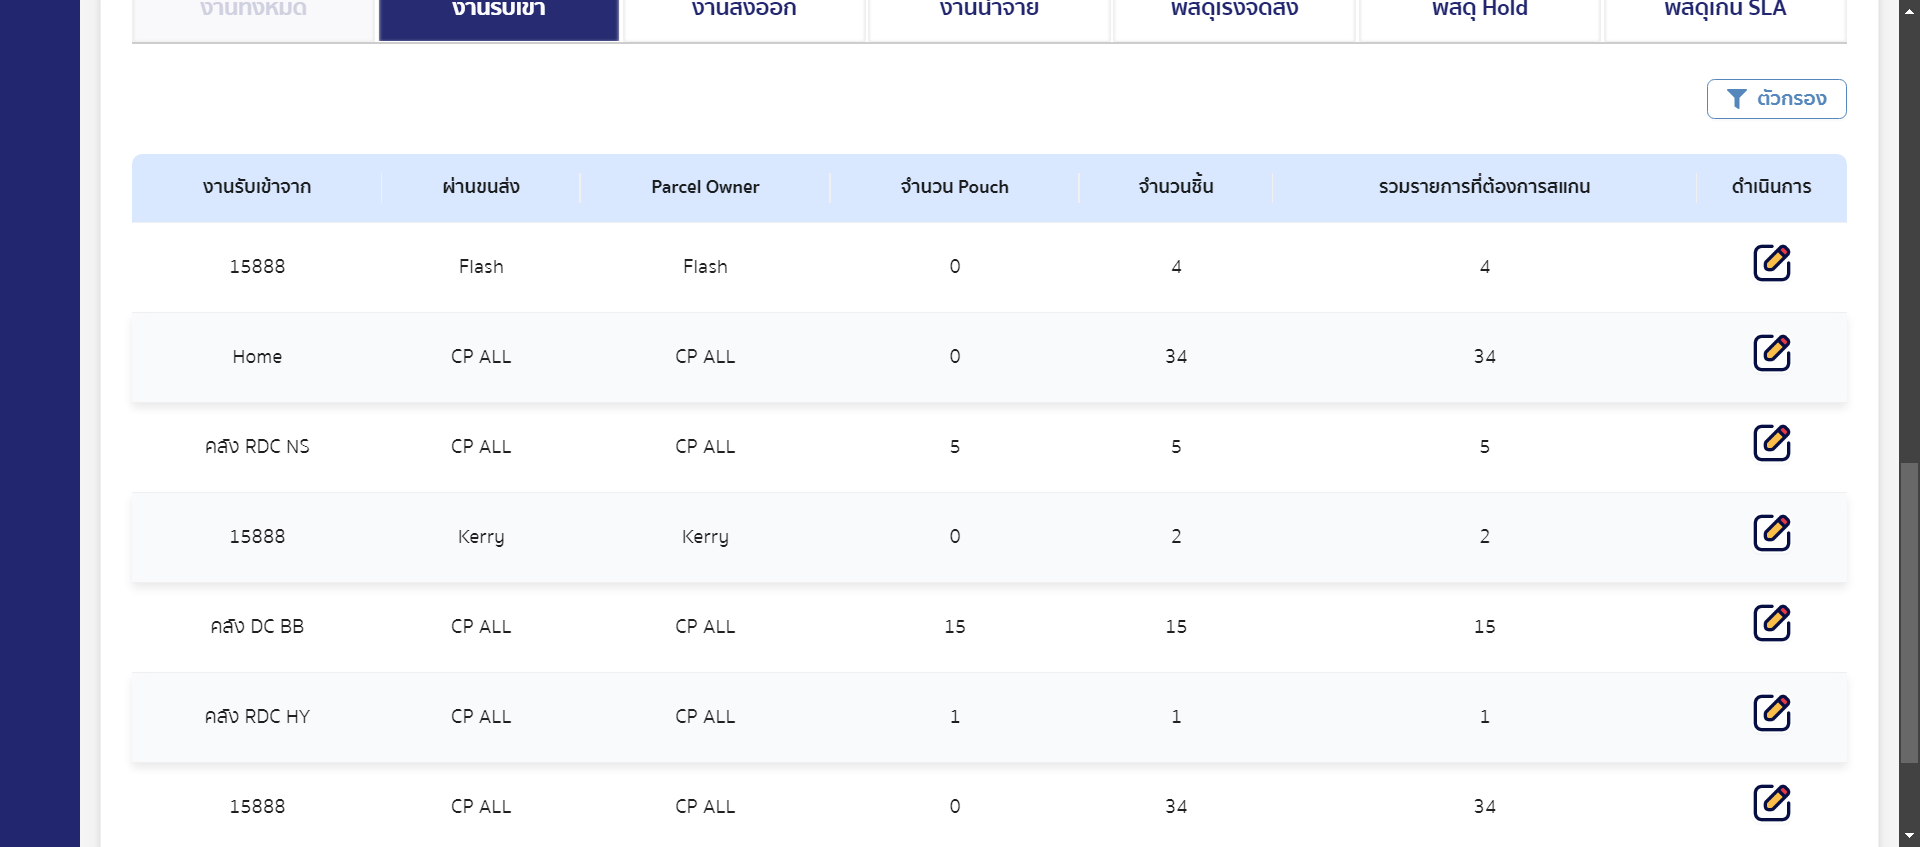 งานทั้งหมด งานรับเข้า งานส่งออก งานนำจ่าย พัสดุเร่งจัดส่ง พัสดุ Hold พัสดุเกิน SLA
ตัวกรอง
งานรับเข้าจาก ผ่านขนส่ง Parcel Owner จำนวน Pouch จำนวนชิ้น รวมรายการที่ต้องการสแกน ดำเนินการ
15888 Flash Flash 0 4 4
Home CP ALL CP ALL 0 34 34
คลัง RDC NS CP ALL CP ALL 5 5 5
15888 Kerry Kerry 0 2 2
คลัง DC BB CP ALL CP ALL 15 15 15
คลัง RDC HY CP ALL CP ALL 1 1 1
15888 CP ALL CP ALL 0 34 34